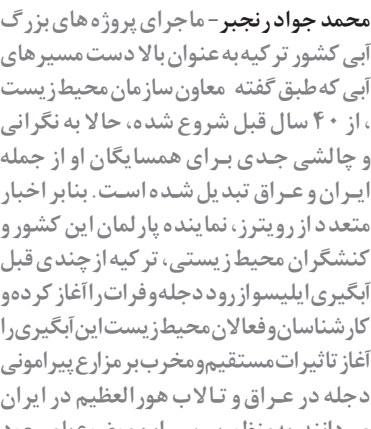 محمد جواد رنجبر- ماجرای پروژه های بزرگ
آبی کشور ترکیه به عنوان بالا دست مسیر های
آبی که طبق گفته معاون سازمان محیط زیست
، از ۴۰ سال قبل شروع شده، حالا به نگرانی
و چالشی جدی برای همسایگان او از جمله
ایران و عراق تبدیل شده است. بنابر اخبار
متعدد از رویترز، نماینده پارلمان این کشور و
کنشگران محیط زیستی، ترکیه از چندی قبل
آبگیری ایلیسو از رود دجله و فرات را آغاز کرده و
کارشناسان و فعالان محیط زیست این آبگیری را
آغاز تاثیرات مستقیم و مخرب بر مزارع پیرامونی
دجله در عراق و تالاب هورالعظیم در ایران